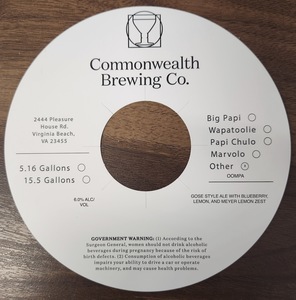 Commonwealth
Brewing Co.
2444 Pleasure
House Rd.
Virginia Beach,
VA 23455
Big Papi
Wapatoolie
Papi Chulo
Marvolo
Other
OOMPA
5.16 Gallons
15.5 Gallons
6.0% ALC/
VOL
GOSE STYLE ALE WITH BLUEBERRY,
LEMON, AND MEYER LEMON ZEST
GOVERNMENT WARNING: (1) According to the
Surgeon General, women should not drink alcoholic
beverages during pregnancy because of the risk of
birth defects. (2) Consumption of alcoholic beverages
impairs your ability to drive a car or operate
machinery, and may cause health problems.